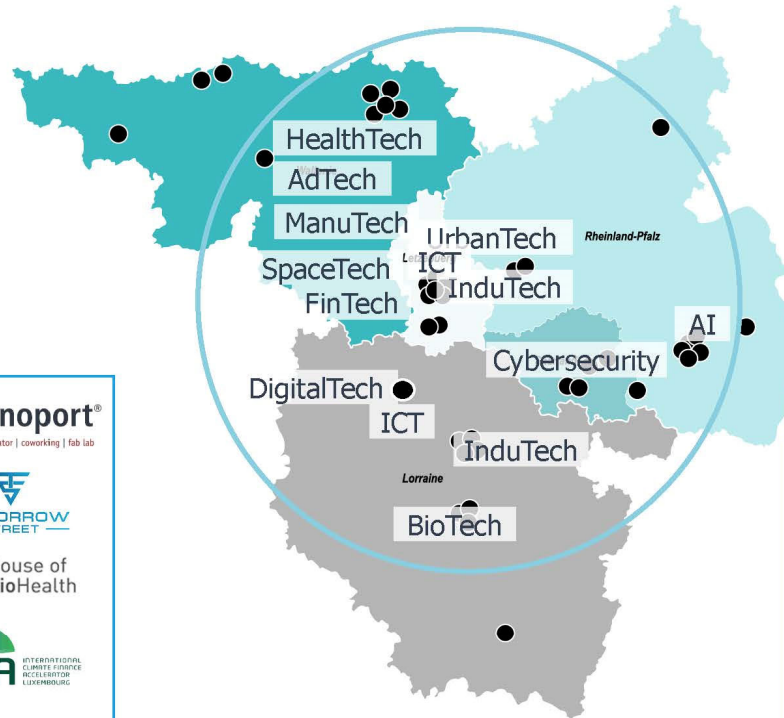 HealthTech
AdTech
ManuTech
UrbanTech
Rheinland-Pfalz
SpaceTech
ICT
FinTech
InduTech
AI
Cybersecurity
DigitalTech
ICT
InduTech
Lorraine
BioTech
noport®
tor | coworking | fab lab
ORROW
REET
ouse of
ioHealth
A
INTERNATIONAL
CLIMATE FINANCE
ACCELERATOR
LUXEMBOURG